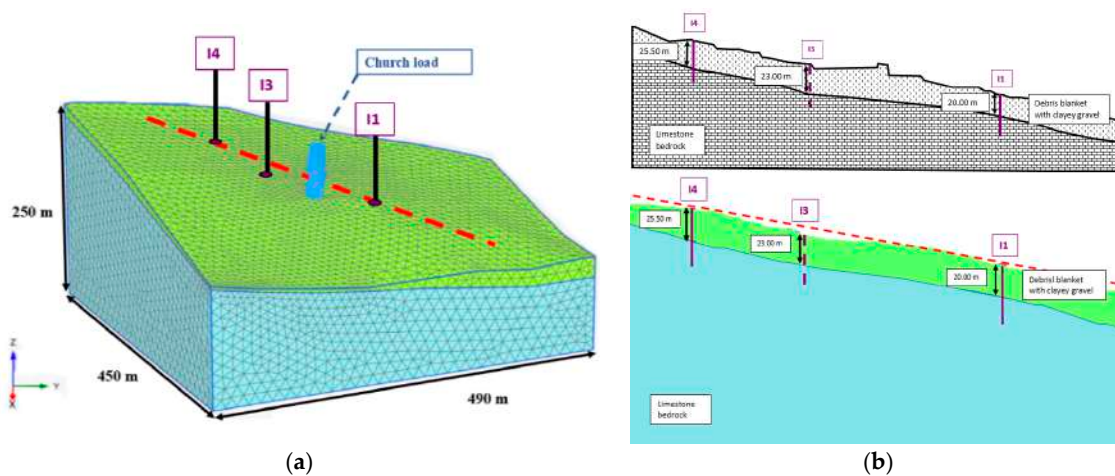 I4
I3
Church load
I1
250 m
450 m
490 m
Z
Y
X
(a)
I4
25.50 m
I3
23.00 m
I1
20.00 m
Debris blanket
with clayey gravel
Limestone
bedrock
I4
25.50 m
I3
23.00 m
I1
20.00 m
Debrisl blanket
with clayey gravel
Limestone
bedrock
(b)